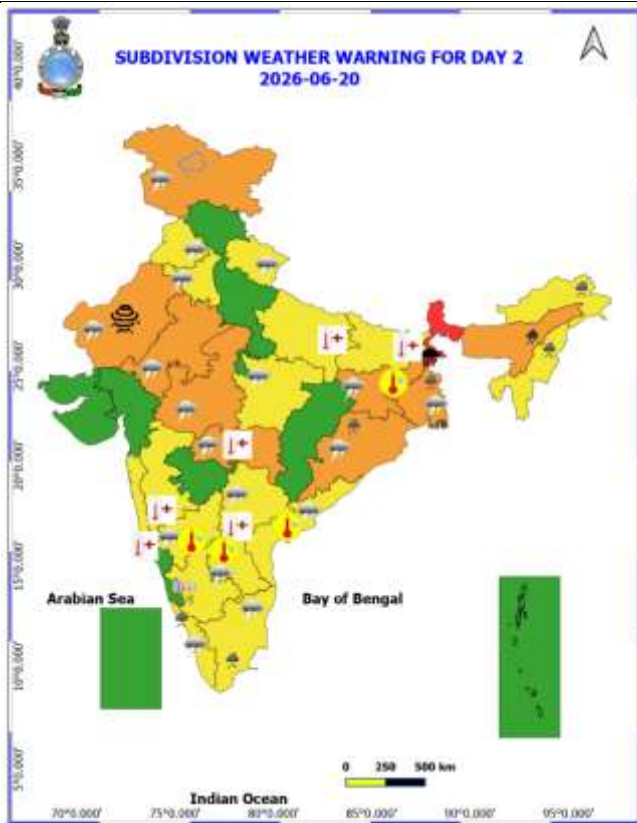 SUBDIVISION WEATHER WARNING FOR DAY 2
2026-06-20
40°0.000'
35°0.000'
30°0.000'
25°0.000'
20°0.000'
15°0.000'
10°0.000'
5°0.000'
Arabian Sea
Bay of Bengal
0 250 500 km
Indian Ocean
70°0.000' 75°0.000' 80°0.000' 85°0.000' 90°0.000' 95°0.000'